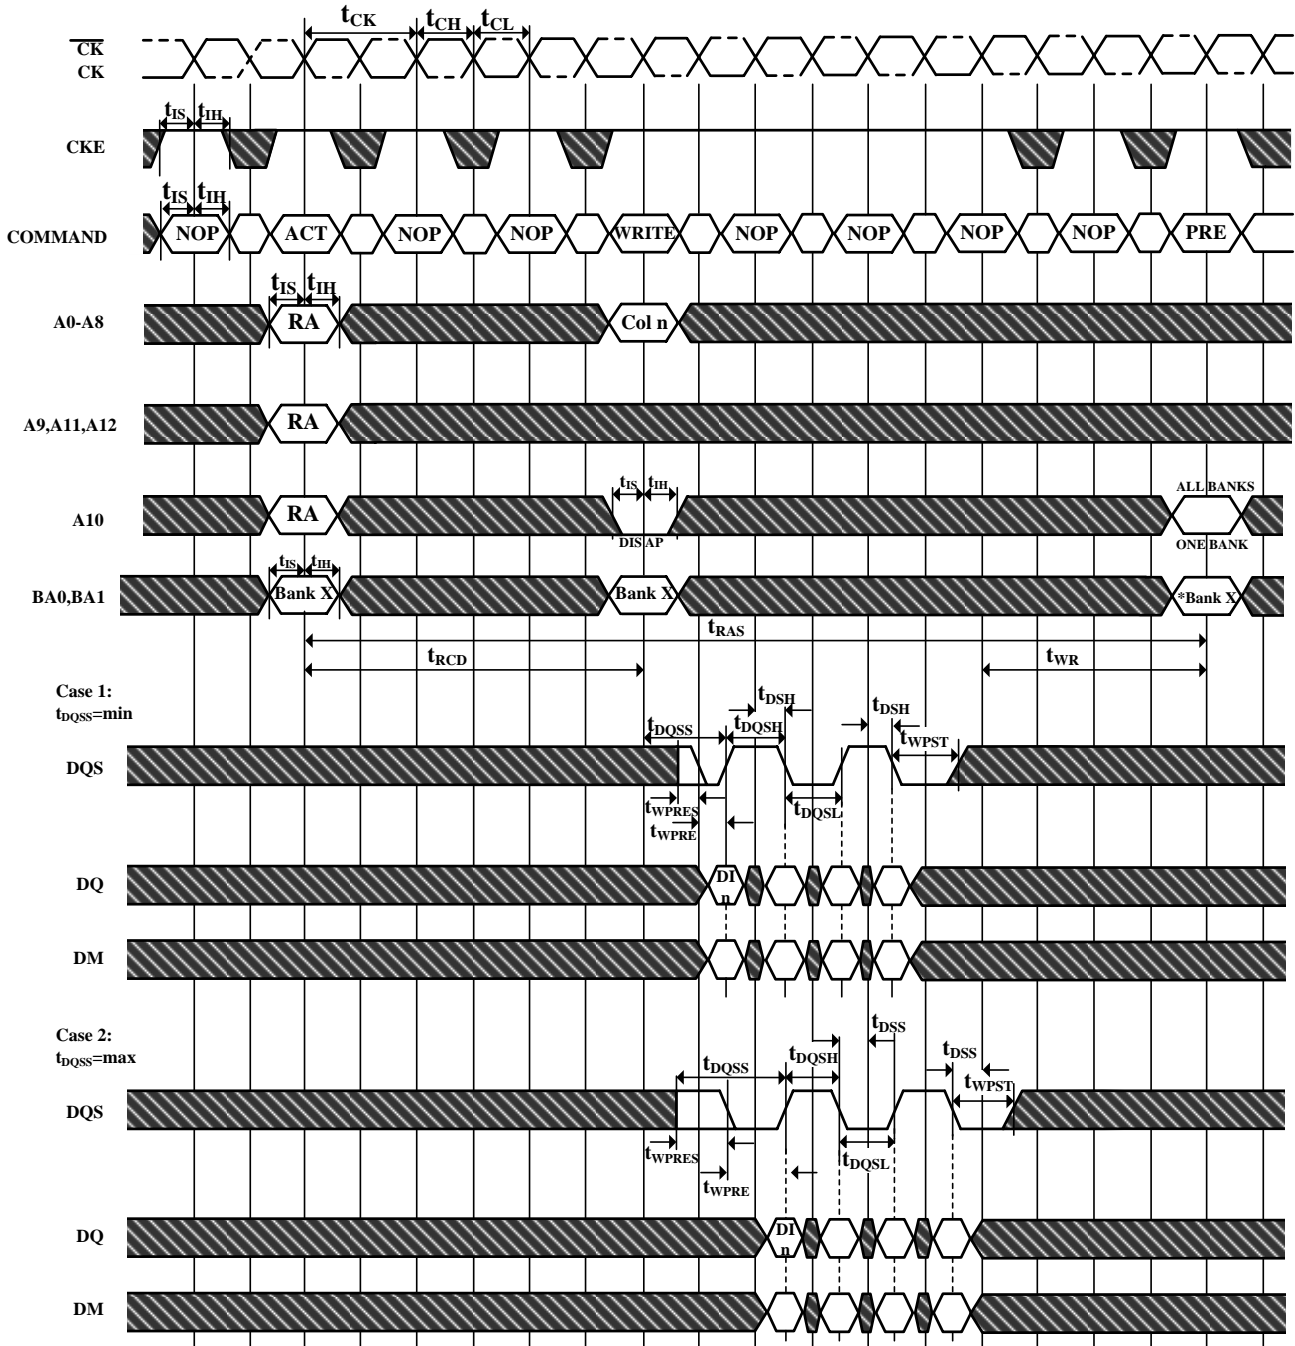 tCK tCH tCL
CK
CK
tIS tIH
CKE
tIS tIH
COMMAND NOP ACT NOP NOP WRITE NOP NOP NOP NOP PRE
tIS tIH
A0-A8 RA Col n
A9,A11,A12 RA
tIS tIH ALL BANKS
A10 RA
DIS AP ONE BANK
tIS tIH
BA0,BA1 Bank X Bank X *Bank X
tRAS
tRCD tWR
Case 1:
tDQSS=min
tDSH tDSH
tDQSS tDQSH
tWPST
DQS
tWPRES tDQSL
tWPRE
DQ DI
n
DM
Case 2:
tDQSS=max
tDSS
tDQSS tDQSH tDSS
tWPST
DQS
tWPRES tDQSL
tWPRE
DQ DI
n
DM